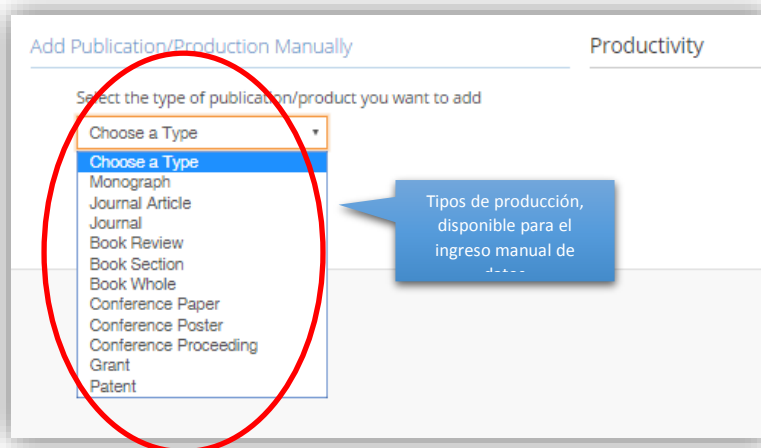 Add Publication/Production Manually
Productivity
Select the type of publication/product you want to add
Choose a Type
Choose a Type
Monograph
Journal Article
Journal
Book Review
Book Section
Book Whole
Conference Paper
Conference Poster
Conference Proceeding
Grant
Patent
Tipos de producción,
disponible para el
ingreso manual de